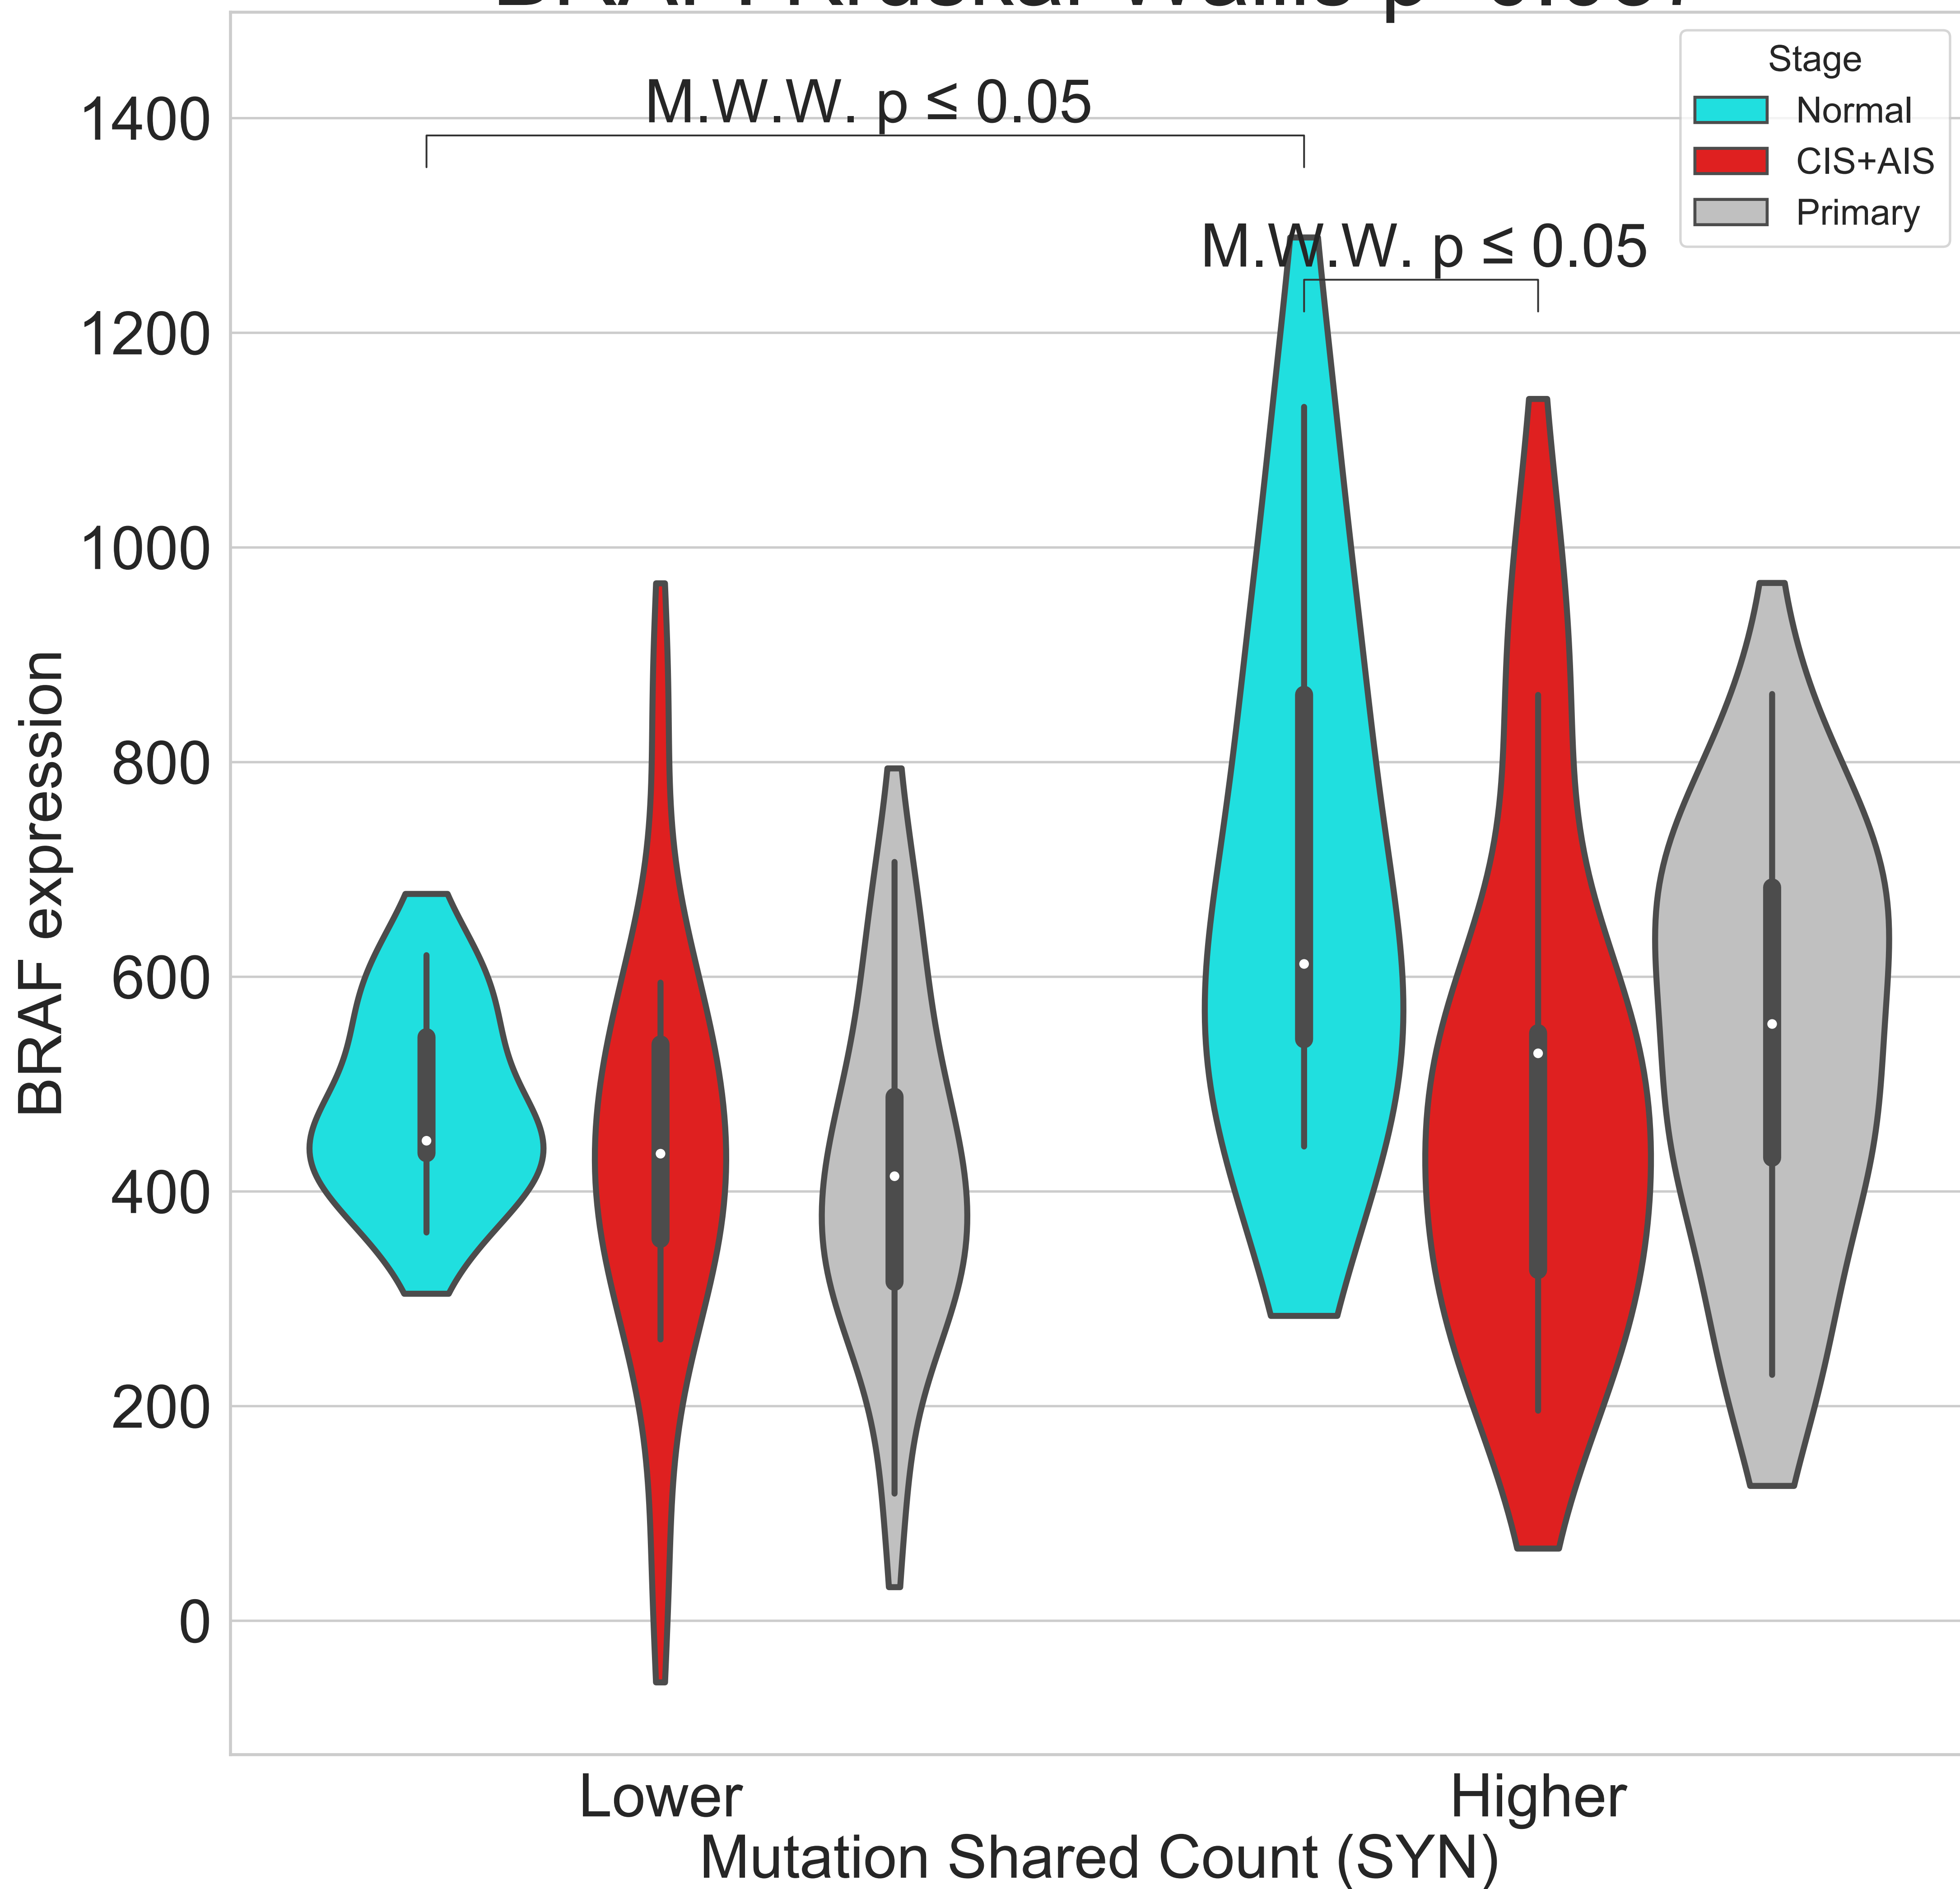 Stage
Normal
CIS+AIS
Primary
M.W.W. p ≤ 0.05
M.W.W. p ≤ 0.05
1400
1200
1000
800
600
400
200
0
BRAF expression
Lower
Higher
Mutation Shared Count (SYN)